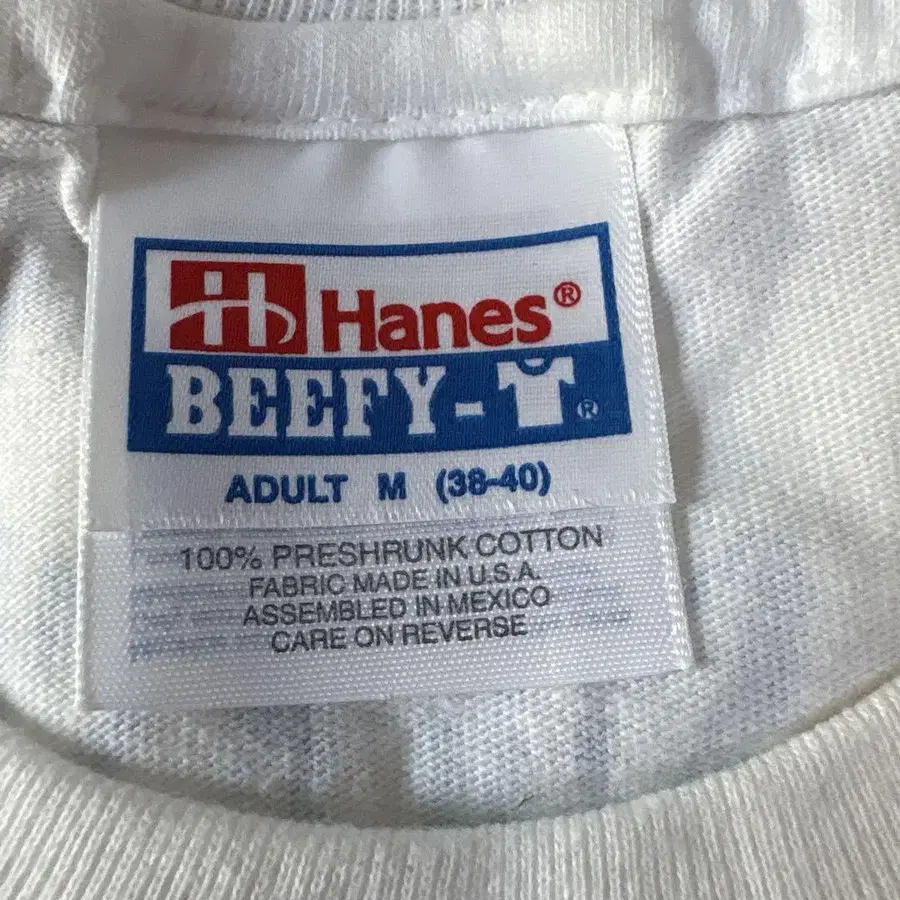 H Hanes®
BEEFY-T®
ADULT M (38-40)
100% PRESHRUNK COTTON
FABRIC MADE IN U.S.A.
ASSEMBLED IN MEXICO
CARE ON REVERSE